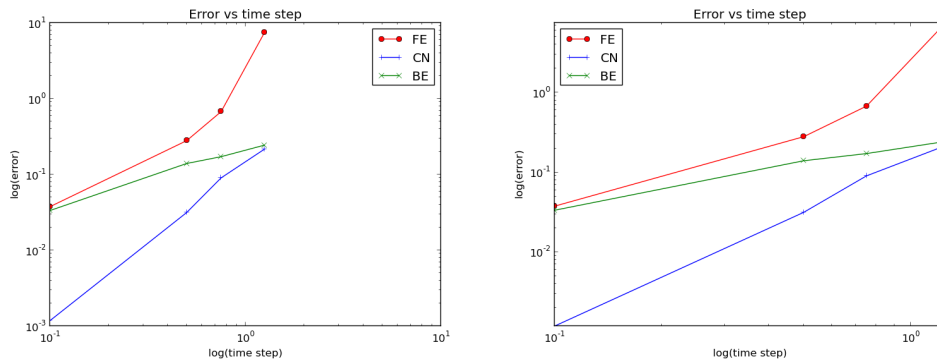 Error vs time step
10^1
10^0
10^-1
10^-2
10^-3
log(error)
10^-1
10^0
10^1
log(time step)
FE
CN
BE
Error vs time step
10^0
10^-1
10^-2
log(error)
10^-1
10^0
log(time step)
FE
CN
BE